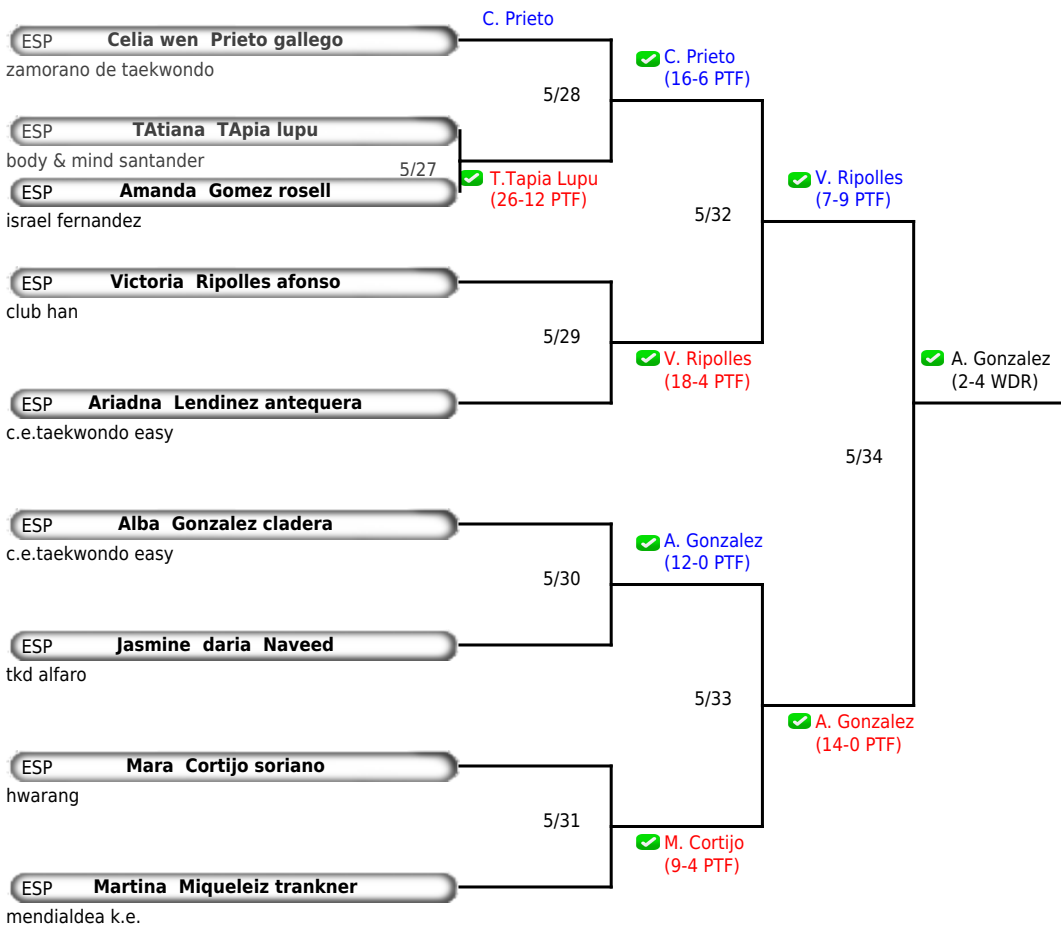 C. Prieto
ESP Celia wen Prieto gallego
zamorano de taekwondo
C. Prieto
(16-6 PTF)
5/28
ESP TAtiana TApia lupu
body & mind santander
5/27
T.Tapia Lupu
(26-12 PTF)
ESP Amanda Gomez rosell
israel fernandez
V. Ripolles
(7-9 PTF)
5/32
ESP Victoria Ripolles afonso
club han
5/29
V. Ripolles
(18-4 PTF)
A. Gonzalez
(2-4 WDR)
ESP Ariadna Lendinez antequera
c.e.taekwondo easy
5/34
ESP Alba Gonzalez cladera
c.e.taekwondo easy
A. Gonzalez
(12-0 PTF)
5/30
ESP Jasmine daria Naveed
tkd alfaro
5/33
A. Gonzalez
(14-0 PTF)
ESP Mara Cortijo soriano
hwarang
5/31
M. Cortijo
(9-4 PTF)
ESP Martina Miqueleiz trankner
mendialdea k.e.